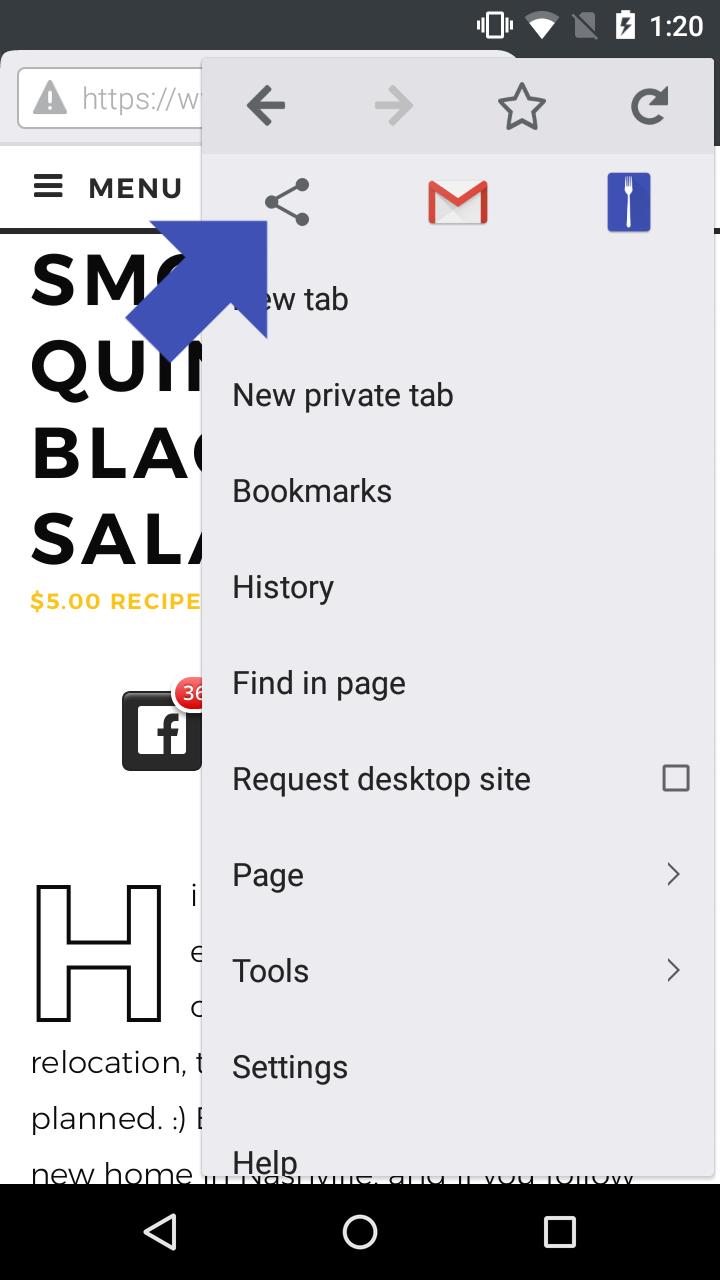 1:20
https://w
MENU
New tab
SMO
QUIN
New private tab
BLAC
Bookmarks
SALA
History
$5.00 RECIPE
Find in page
36
Request desktop site
Page
H
i
e
Tools
relocation, t
Settings
planned. :)
Help
new home in Nashville, and if you follow